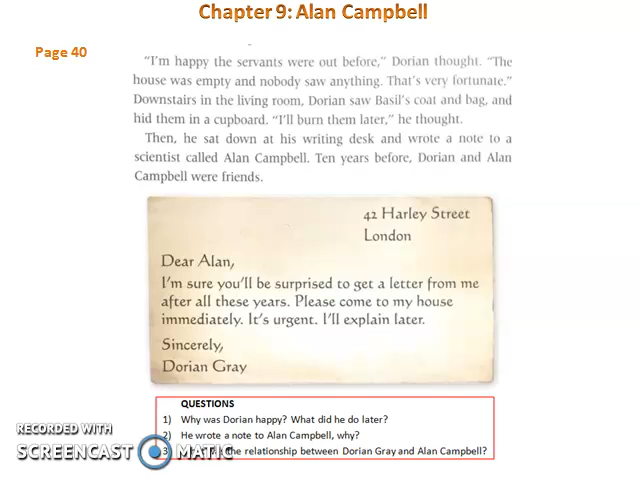 Chapter 9: Alan Campbell
Page 40
"I'm happy the servants were out before," Dorian thought. "The
house was empty and nobody saw anything. That's very fortunate."
Downstairs in the living room, Dorian saw Basil's coat and bag, and
hid them in a cupboard. "I'll burn them later," he thought.
Then, he sat down at his writing desk and wrote a note to a
scientist called Alan Campbell. Ten years before, Dorian and Alan
Campbell were friends.
42 Harley Street
London
Dear Alan,
I'm sure you'll be surprised to get a letter from me
after all these years. Please come to my house
immediately. It's urgent. I'll explain later.
Sincerely,
Dorian Gray
QUESTIONS
1) Why was Dorian happy? What did he do later?
2) He wrote a note to Alan Campbell, why?
3 the relationship between Dorian Gray and Alan Campbell?
RECORDED WITH
SCREENCAST MATIC